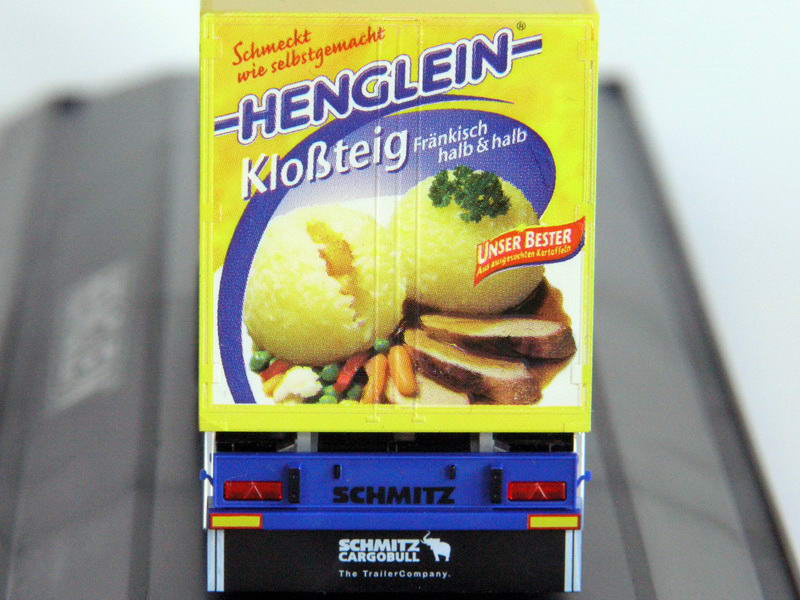 Schmeckt
wie selbstgemacht
HENGLEIN®
Kloßteig
Fränkisch
halb & halb
UNSER BESTER
Aus ausgesuchten Kartoffeln
SCHMITZ
SCHMITZ
CARGOBULL
The TrailerCompany.